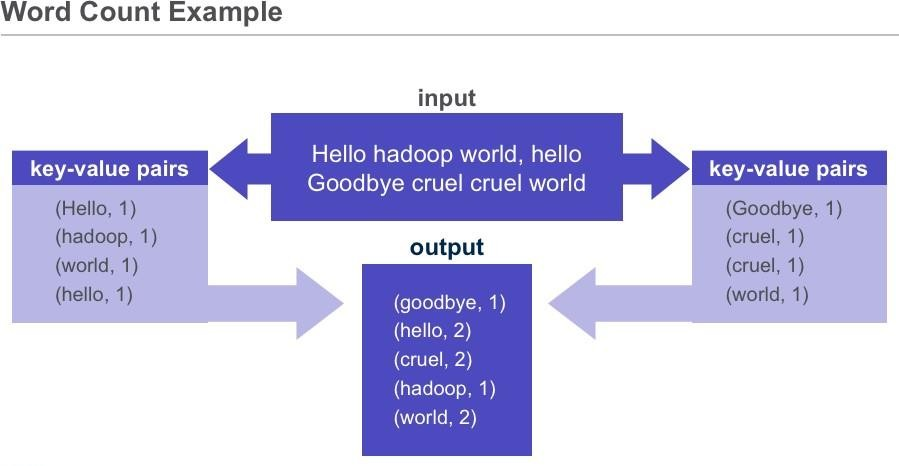 Word Count Example
input
Hello hadoop world, hello
Goodbye cruel cruel world
key-value pairs
(Hello, 1)
(hadoop, 1)
(world, 1)
(hello, 1)
key-value pairs
(Goodbye, 1)
(cruel, 1)
(cruel, 1)
(world, 1)
output
(goodbye, 1)
(hello, 2)
(cruel, 2)
(hadoop, 1)
(world, 2)